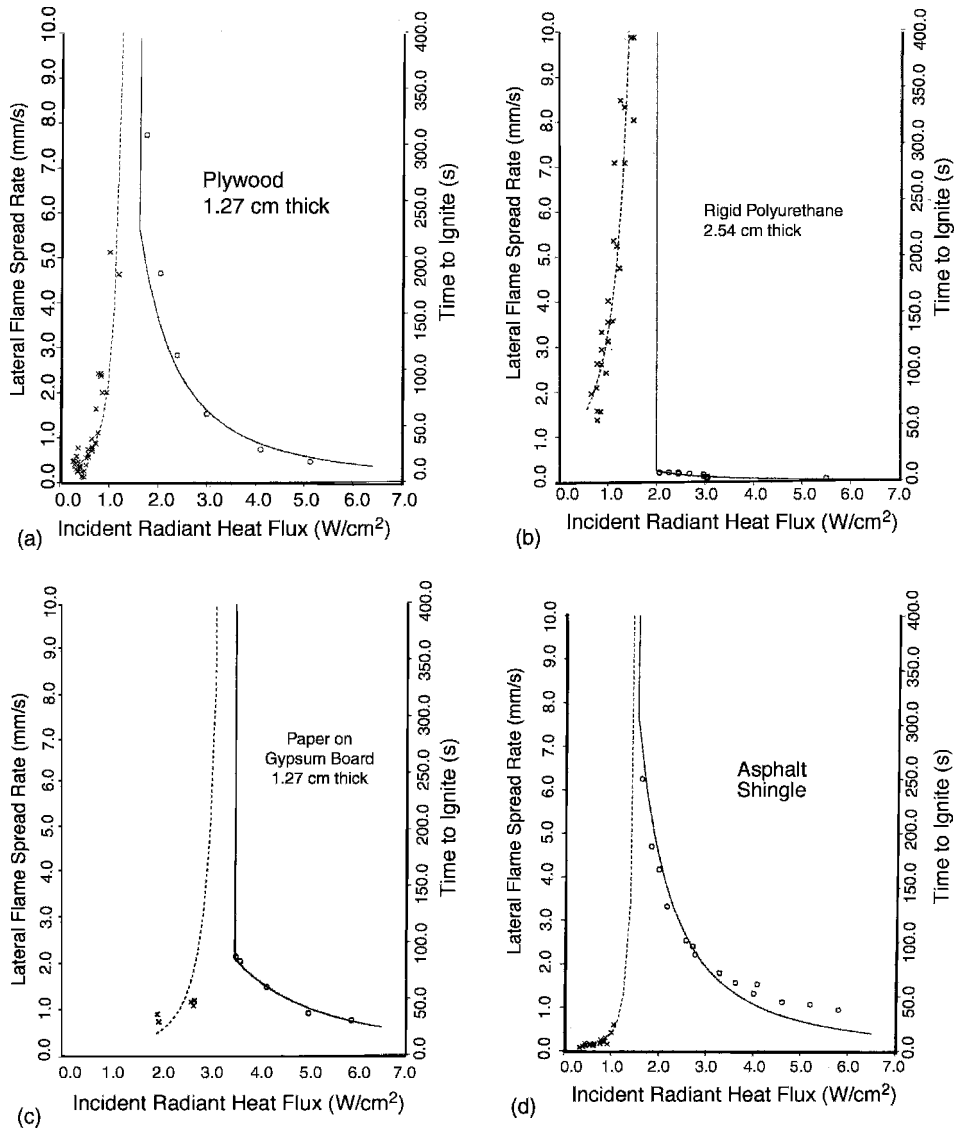 (a)
Lateral Flame Spread Rate (mm/s)
10.0
9.0
8.0
7.0
6.0
5.0
4.0
3.0
2.0
1.0
0.0
Plywood
1.27 cm thick
400.0
350.0
300.0
250.0
200.0
150.0
100.0
50.0
0.0
Time to Ignite (s)
0.0 1.0 2.0 3.0 4.0 5.0 6.0 7.0
Incident Radiant Heat Flux (W/cm²)
(b)
Lateral Flame Spread Rate (mm/s)
10.0
9.0
8.0
7.0
6.0
5.0
4.0
3.0
2.0
1.0
0.0
Rigid Polyurethane
2.54 cm thick
400.0
350.0
300.0
250.0
200.0
150.0
100.0
50.0
0.0
Time to Ignite (s)
0.0 1.0 2.0 3.0 4.0 5.0 6.0 7.0
Incident Radiant Heat Flux (W/cm²)
(c)
Lateral Flame Spread Rate (mm/s)
10.0
9.0
8.0
7.0
6.0
5.0
4.0
3.0
2.0
1.0
0.0
Paper on
Gypsum Board
1.27 cm thick
400.0
350.0
300.0
250.0
200.0
150.0
100.0
50.0
0.0
Time to Ignite (s)
0.0 1.0 2.0 3.0 4.0 5.0 6.0 7.0
Incident Radiant Heat Flux (W/cm²)
(d)
Lateral Flame Spread Rate (mm/s)
10.0
9.0
8.0
7.0
6.0
5.0
4.0
3.0
2.0
1.0
0.0
Asphalt
Shingle
400.0
350.0
300.0
250.0
200.0
150.0
100.0
50.0
0.0
Time to Ignite (s)
0.0 1.0 2.0 3.0 4.0 5.0 6.0 7.0
Incident Radiant Heat Flux (W/cm²)